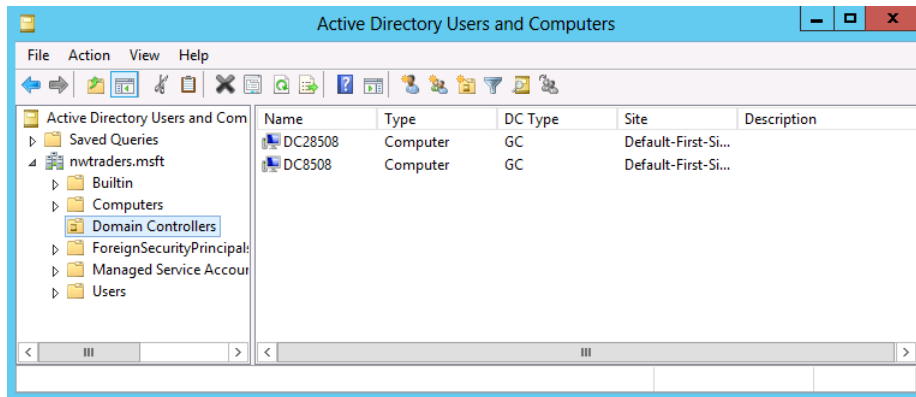 Active Directory Users and Computers
File Action View Help
Active Directory Users and Com
Saved Queries
nwtraders.msft
Builtin
Computers
Domain Controllers
ForeignSecurityPrincipals
Managed Service Accour
Users
Name Type DC Type Site Description
DC28508 Computer GC Default-First-Si...
DC8508 Computer GC Default-First-Si...